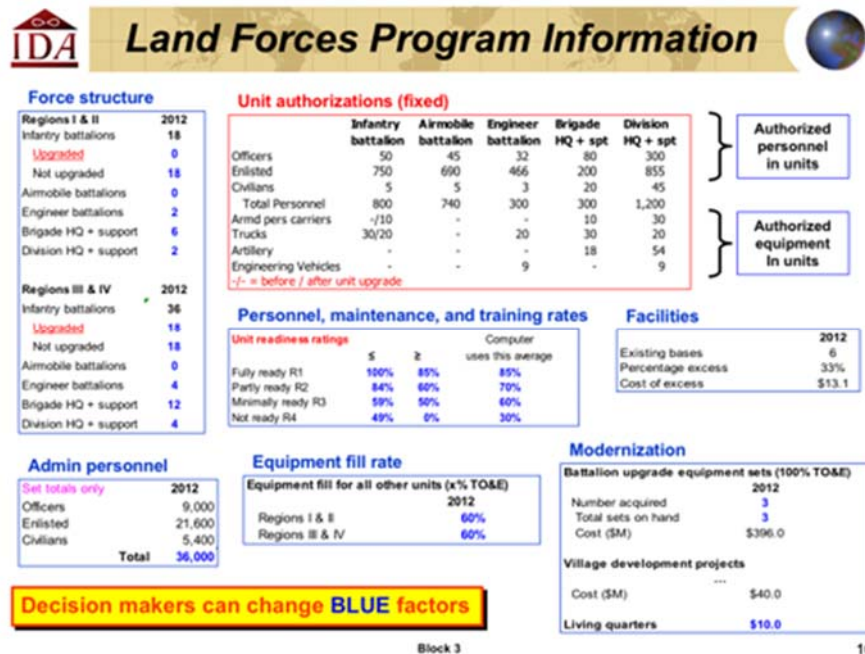 IDA
Land Forces Program Information
Force structure
Regions I & II 2012
Infantry battalions 18
Upgraded 0
Not upgraded 18
Airmobile battalions 0
Engineer battalions 2
Brigade HQ + support 6
Division HQ + support 2
Regions III & IV 2012
Infantry battalions 36
Upgraded 18
Not upgraded 18
Airmobile battalions 0
Engineer battalions 4
Brigade HQ + support 12
Division HQ + support 4
Unit authorizations (fixed)
Infantry Airmobile Engineer Brigade Division
battalion battalion battalion HQ + spt HQ + spt
Officers 50 45 32 80 300
Enlisted 750 690 466 200 855
Civilians 5 5 3 20 45
Total Personnel 800 740 300 300 1,200
Armd pers carriers -/10 - - 10 30
Trucks 30/20 - 20 30 20
Artillery - - - 18 54
Engineering Vehicles - - 9 - 9
-/- = before / after unit upgrade
Authorized
personnel
in units
Authorized
equipment
In units
Personnel, maintenance, and training rates
Unit readiness ratings Computer
≤ ≥ uses this average
Fully ready R1 100% 85% 85%
Partly ready R2 84% 60% 70%
Minimally ready R3 59% 50% 60%
Not ready R4 49% 0% 30%
Facilities
2012
Existing bases 6
Percentage excess 33%
Cost of excess $13.1
Admin personnel
Set totals only 2012
Officers 9,000
Enlisted 21,600
Civilians 5,400
Total 36,000
Equipment fill rate
Equipment fill for all other units (x% TO&E)
2012
Regions I & II 60%
Regions III & IV 60%
Modernization
Battalion upgrade equipment sets (100% TO&E)
2012
Number acquired 3
Total sets on hand 3
Cost ($M) $396.0
Village development projects
...
Cost ($M) $40.0
Living quarters $10.0
Decision makers can change BLUE factors
Block 3